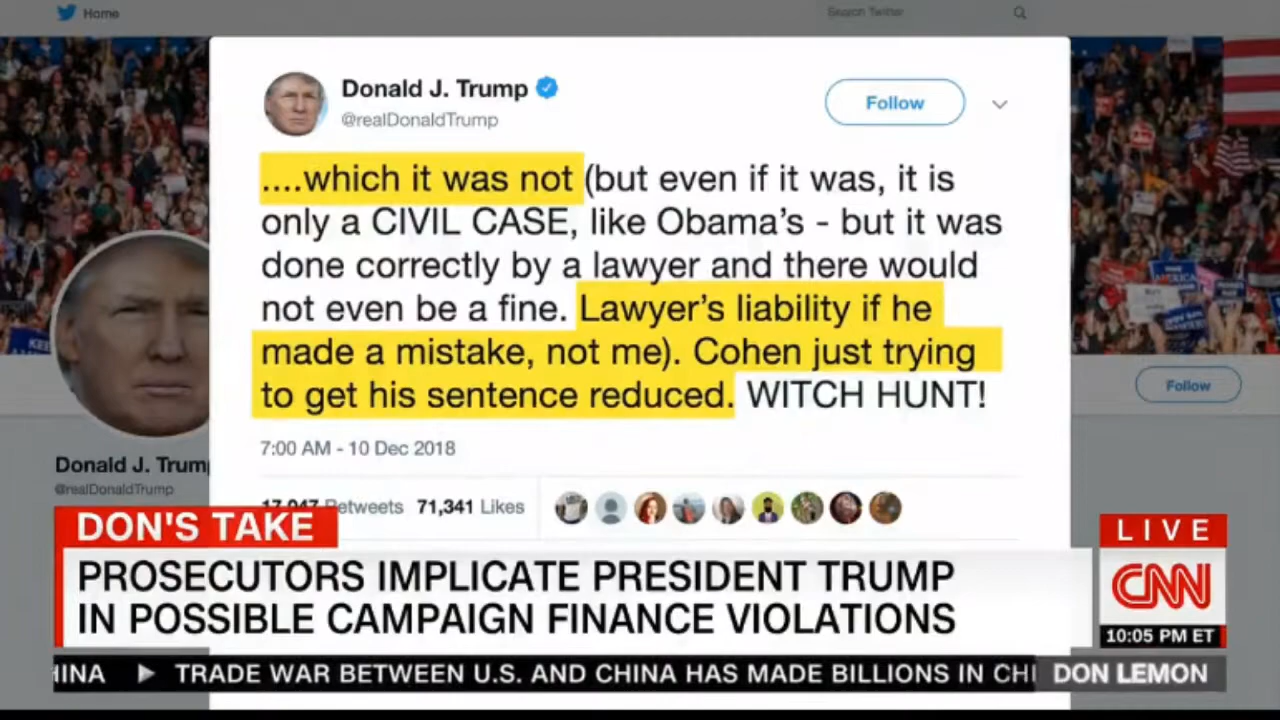 Home
Search Twitter
Donald J. Trump
@realDonaldTrump
Follow
....which it was not (but even if it was, it is
only a CIVIL CASE, like Obama's - but it was
done correctly by a lawyer and there would
not even be a fine. Lawyer's liability if he
made a mistake, not me). Cohen just trying
to get his sentence reduced. WITCH HUNT!
Follow
7:00 AM - 10 Dec 2018
Donald J. Trum
@realDonaldTrump
17,947 Retweets 71,341 Likes
DON'S TAKE
PROSECUTORS IMPLICATE PRESIDENT TRUMP
IN POSSIBLE CAMPAIGN FINANCE VIOLATIONS
LIVE
CNN
10:05 PM ET
HINA ▶ TRADE WAR BETWEEN U.S. AND CHINA HAS MADE BILLIONS IN CHI
DON LEMON